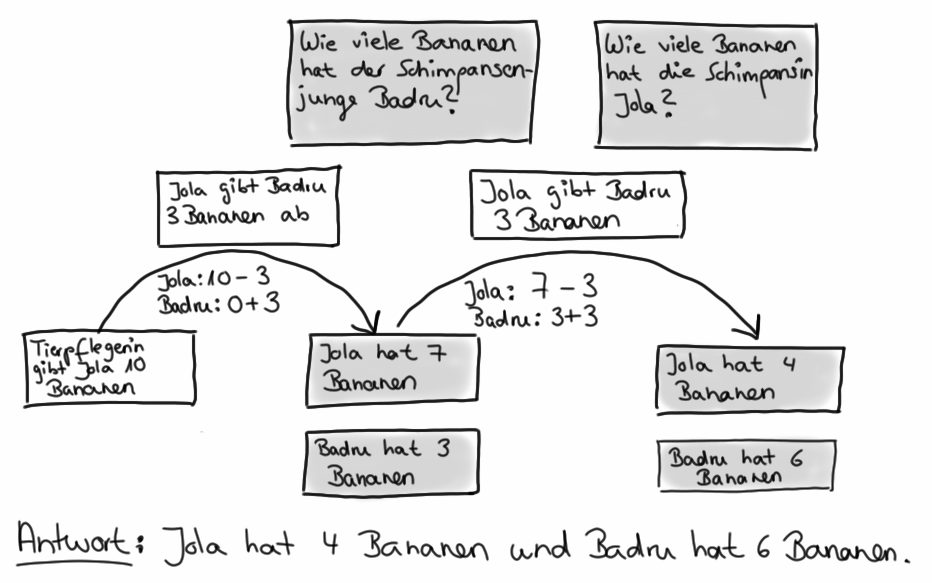 Wie viele Bananen
hat der Schimpansen-
junge Badru?
Wie viele Bananen
hat die Schimpansin
Jola?
Jola gibt Badru
3 Bananen ab
Jola gibt Badru
3 Bananen
Jola: 10 - 3
Badru: 0 + 3
Jola: 7 - 3
Badru: 3+3
Tierpflegerin
gibt Jola 10
Bananen
Jola hat 7
Bananen
Jola hat 4
Bananen
Badru hat 3
Bananen
Badru hat 6
Bananen
Antwort: Jola hat 4 Bananen und Badru hat 6 Bananen.